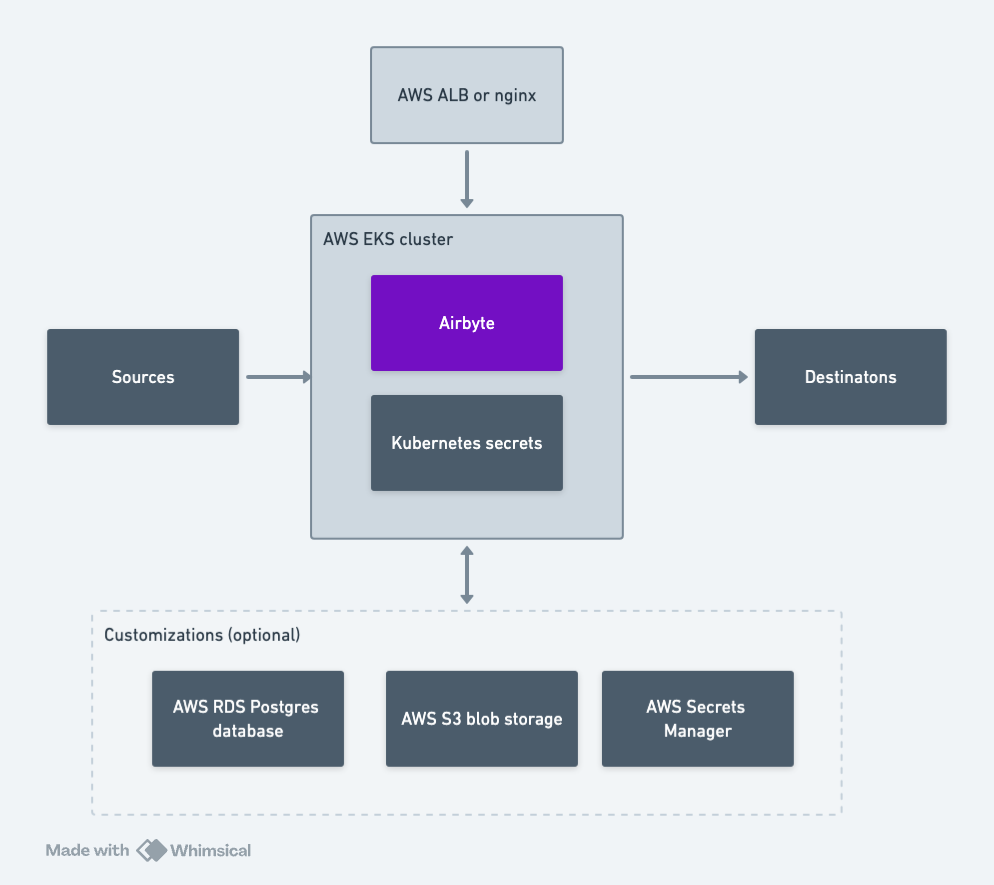 AWS ALB or nginx
AWS EKS cluster
Airbyte
Sources
Destinatons
Kubernetes secrets
Customizations (optional)
AWS RDS Postgres
database
AWS S3 blob storage
AWS Secrets
Manager
Made with Whimsical